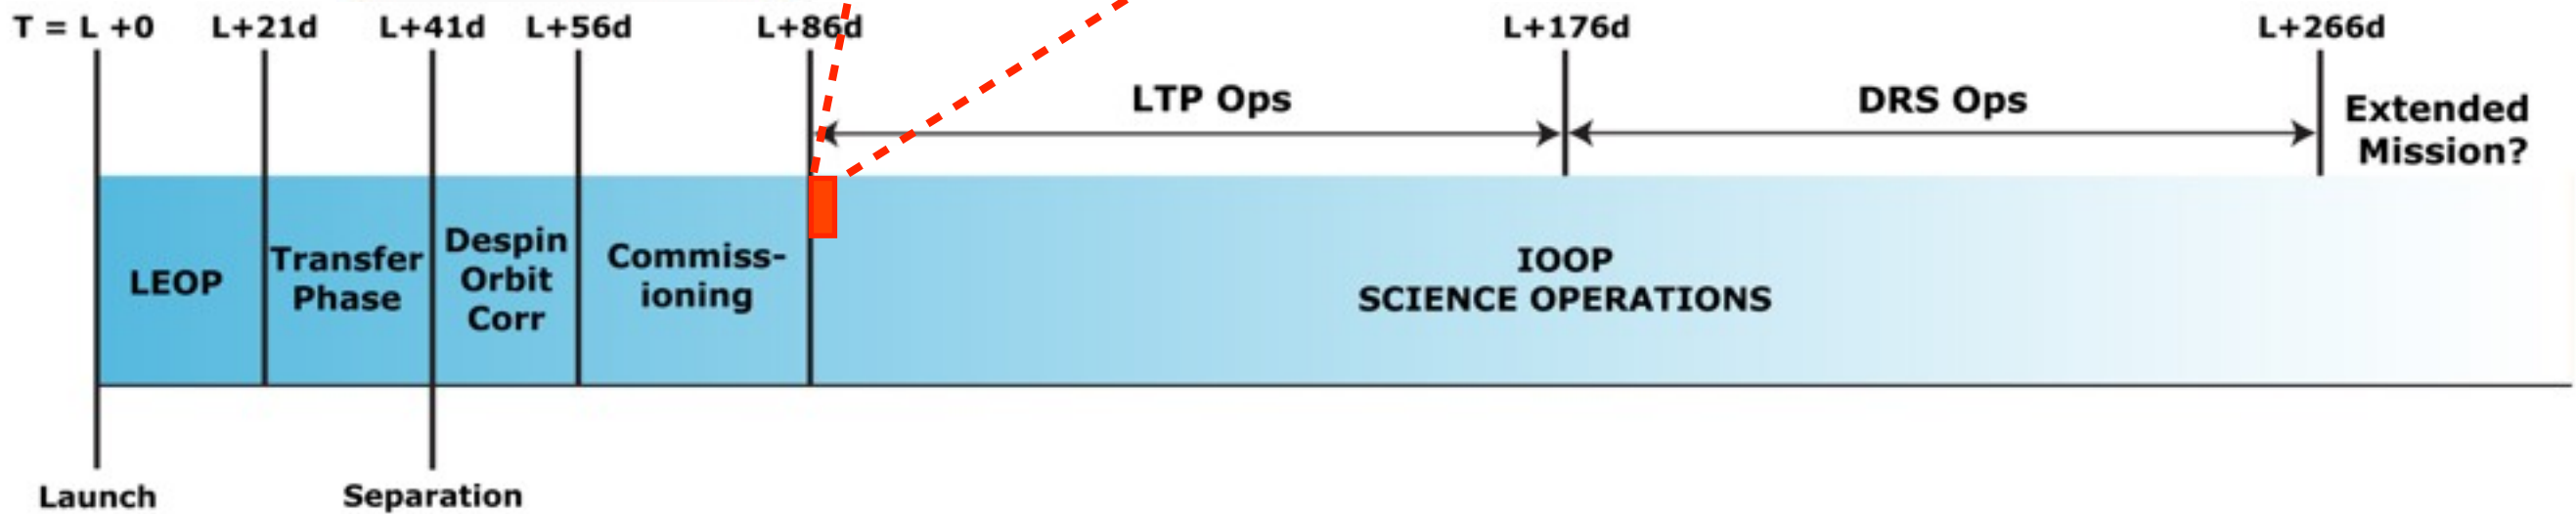 T = L +0 L+21d L+41d L+56d L+86d L+176d L+266d
LTP Ops DRS Ops Extended
Mission?
LEOP
Transfer
Phase
Despin
Orbit
Corr
Commiss-
ioning
IOOP
SCIENCE OPERATIONS
Launch Separation